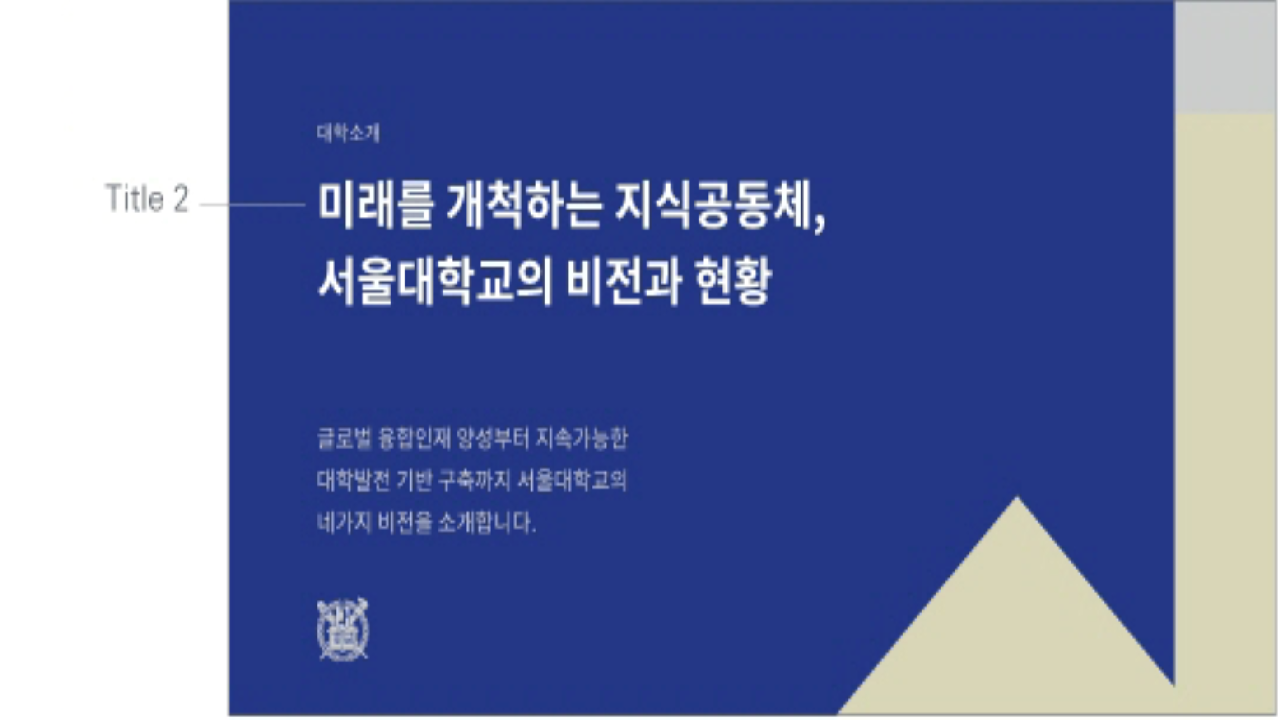 대학소개
Title 2
미래를 개척하는 지식공동체,
서울대학교의 비전과 현황
글로벌 융합인재 양성부터 지속가능한
대학발전 기반 구축까지 서울대학교의
네가지 비전을 소개합니다.